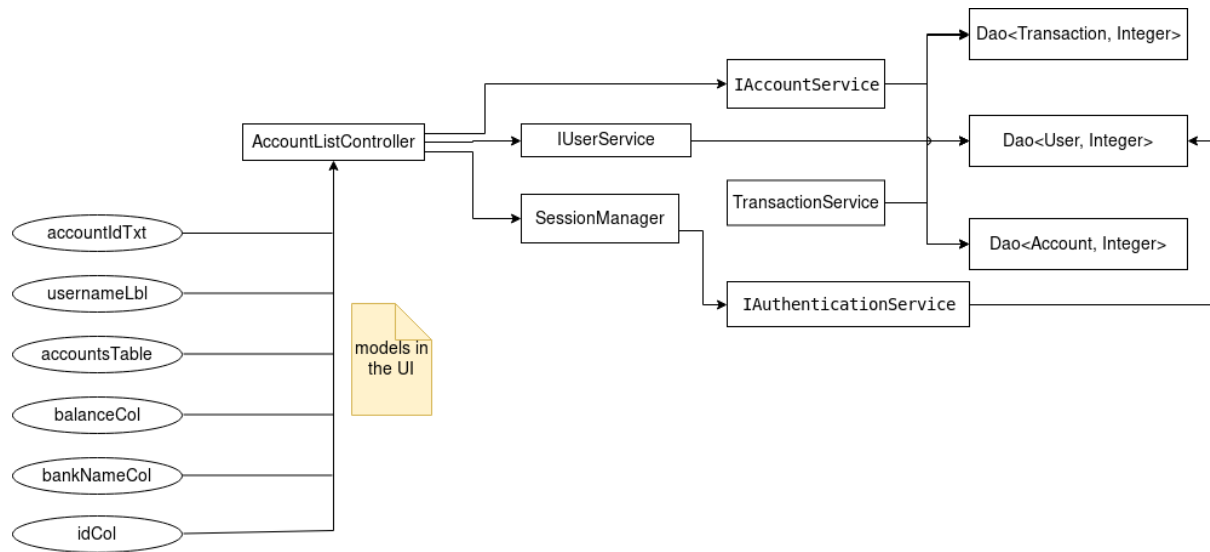 Dao<Transaction, Integer>
IAccountService
AccountListController
IUserService
Dao<User, Integer>
TransactionService
SessionManager
accountIdTxt
Dao<Account, Integer>
usernameLbl
IAuthenticationService
accountsTable
models in
the UI
balanceCol
bankNameCol
idCol